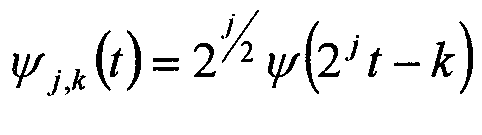 ψ_{j,k}(t) = 2^{j/2} ψ(2^j t − k)